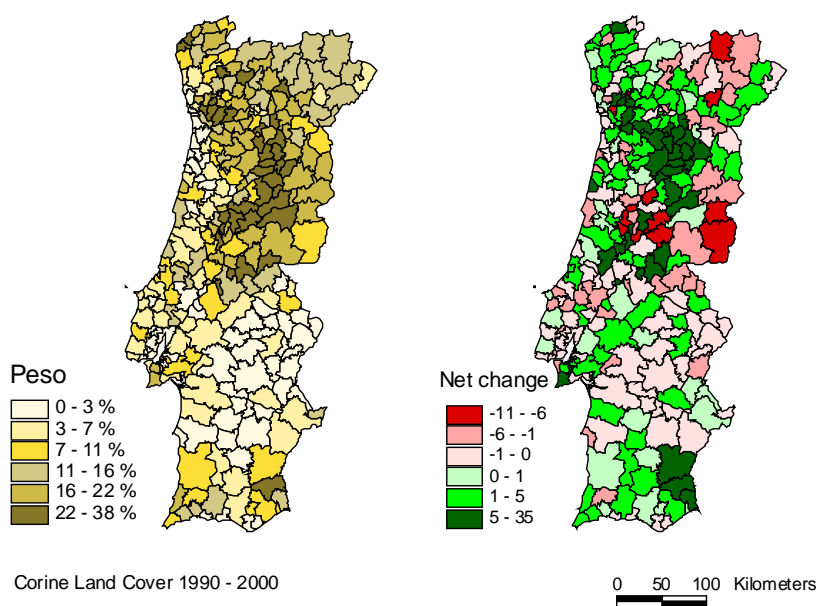 Peso
0 - 3 %
3 - 7 %
7 - 11 %
11 - 16 %
16 - 22 %
22 - 38 %
Net change
-11 - -6
-6 - -1
-1 - 0
0 - 1
1 - 5
5 - 35
Corine Land Cover 1990 - 2000
0 50 100 Kilometers